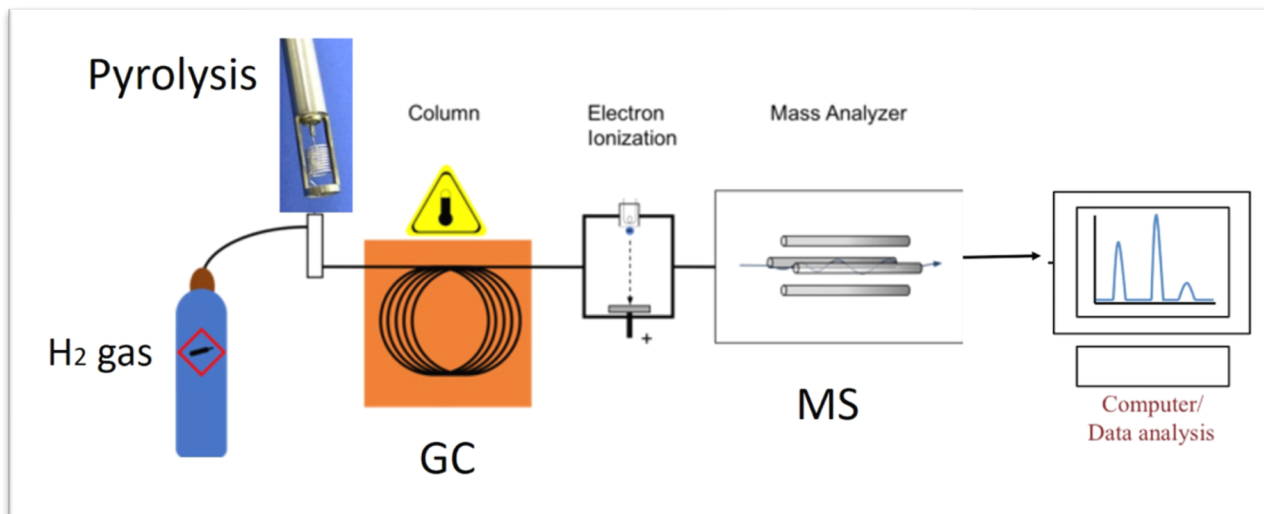 Pyrolysis
Column
Electron
Ionization
Mass Analyzer
+
H₂ gas
GC
MS
Computer/
Data analysis